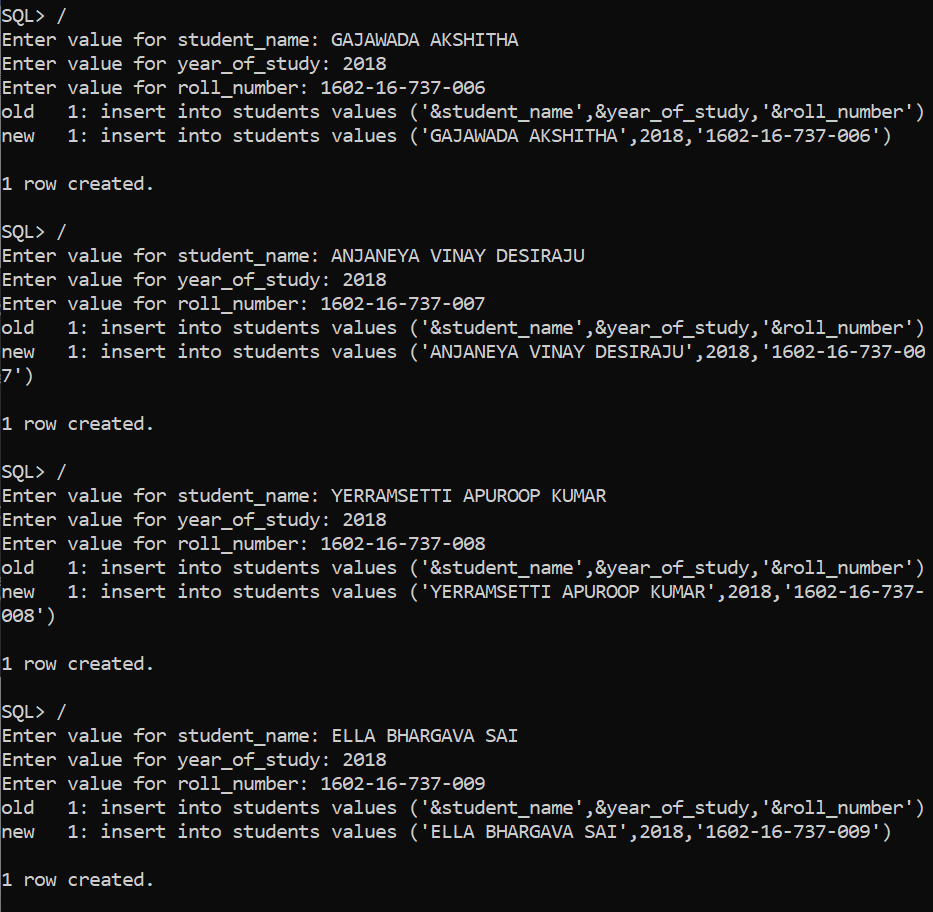 SQL> /
Enter value for student_name: GAJAWADA AKSHITHA
Enter value for year_of_study: 2018
Enter value for roll_number: 1602-16-737-006
old   1: insert into students values ('&student_name',&year_of_study,'&roll_number')
new   1: insert into students values ('GAJAWADA AKSHITHA',2018,'1602-16-737-006')
1 row created.
SQL> /
Enter value for student_name: ANJANEYA VINAY DESIRAJU
Enter value for year_of_study: 2018
Enter value for roll_number: 1602-16-737-007
old   1: insert into students values ('&student_name',&year_of_study,'&roll_number')
new   1: insert into students values ('ANJANEYA VINAY DESIRAJU',2018,'1602-16-737-00
7')
1 row created.
SQL> /
Enter value for student_name: YERRAMSETTI APUROOP KUMAR
Enter value for year_of_study: 2018
Enter value for roll_number: 1602-16-737-008
old   1: insert into students values ('&student_name',&year_of_study,'&roll_number')
new   1: insert into students values ('YERRAMSETTI APUROOP KUMAR',2018,'1602-16-737-
008')
1 row created.
SQL> /
Enter value for student_name: ELLA BHARGAVA SAI
Enter value for year_of_study: 2018
Enter value for roll_number: 1602-16-737-009
old   1: insert into students values ('&student_name',&year_of_study,'&roll_number')
new   1: insert into students values ('ELLA BHARGAVA SAI',2018,'1602-16-737-009')
1 row created.